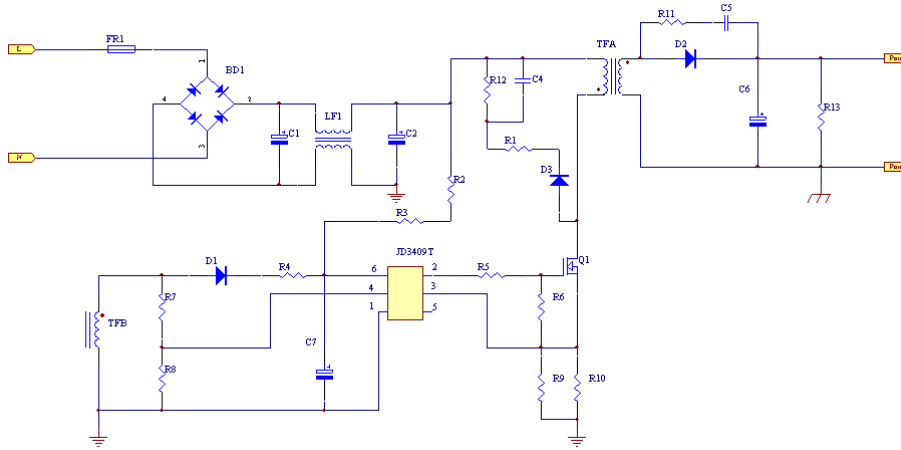 R11
C5
L
FR1
TFA
D2
1
BD1
R12
C4
C6
4
2
LF1
C1
C2
R13
3
N
R1
D3
R2
R3
JD3409T
Q1
D1
R4
6
2
R5
4
3
R7
R6
1
5
TFB
C7
R8
R9
R10